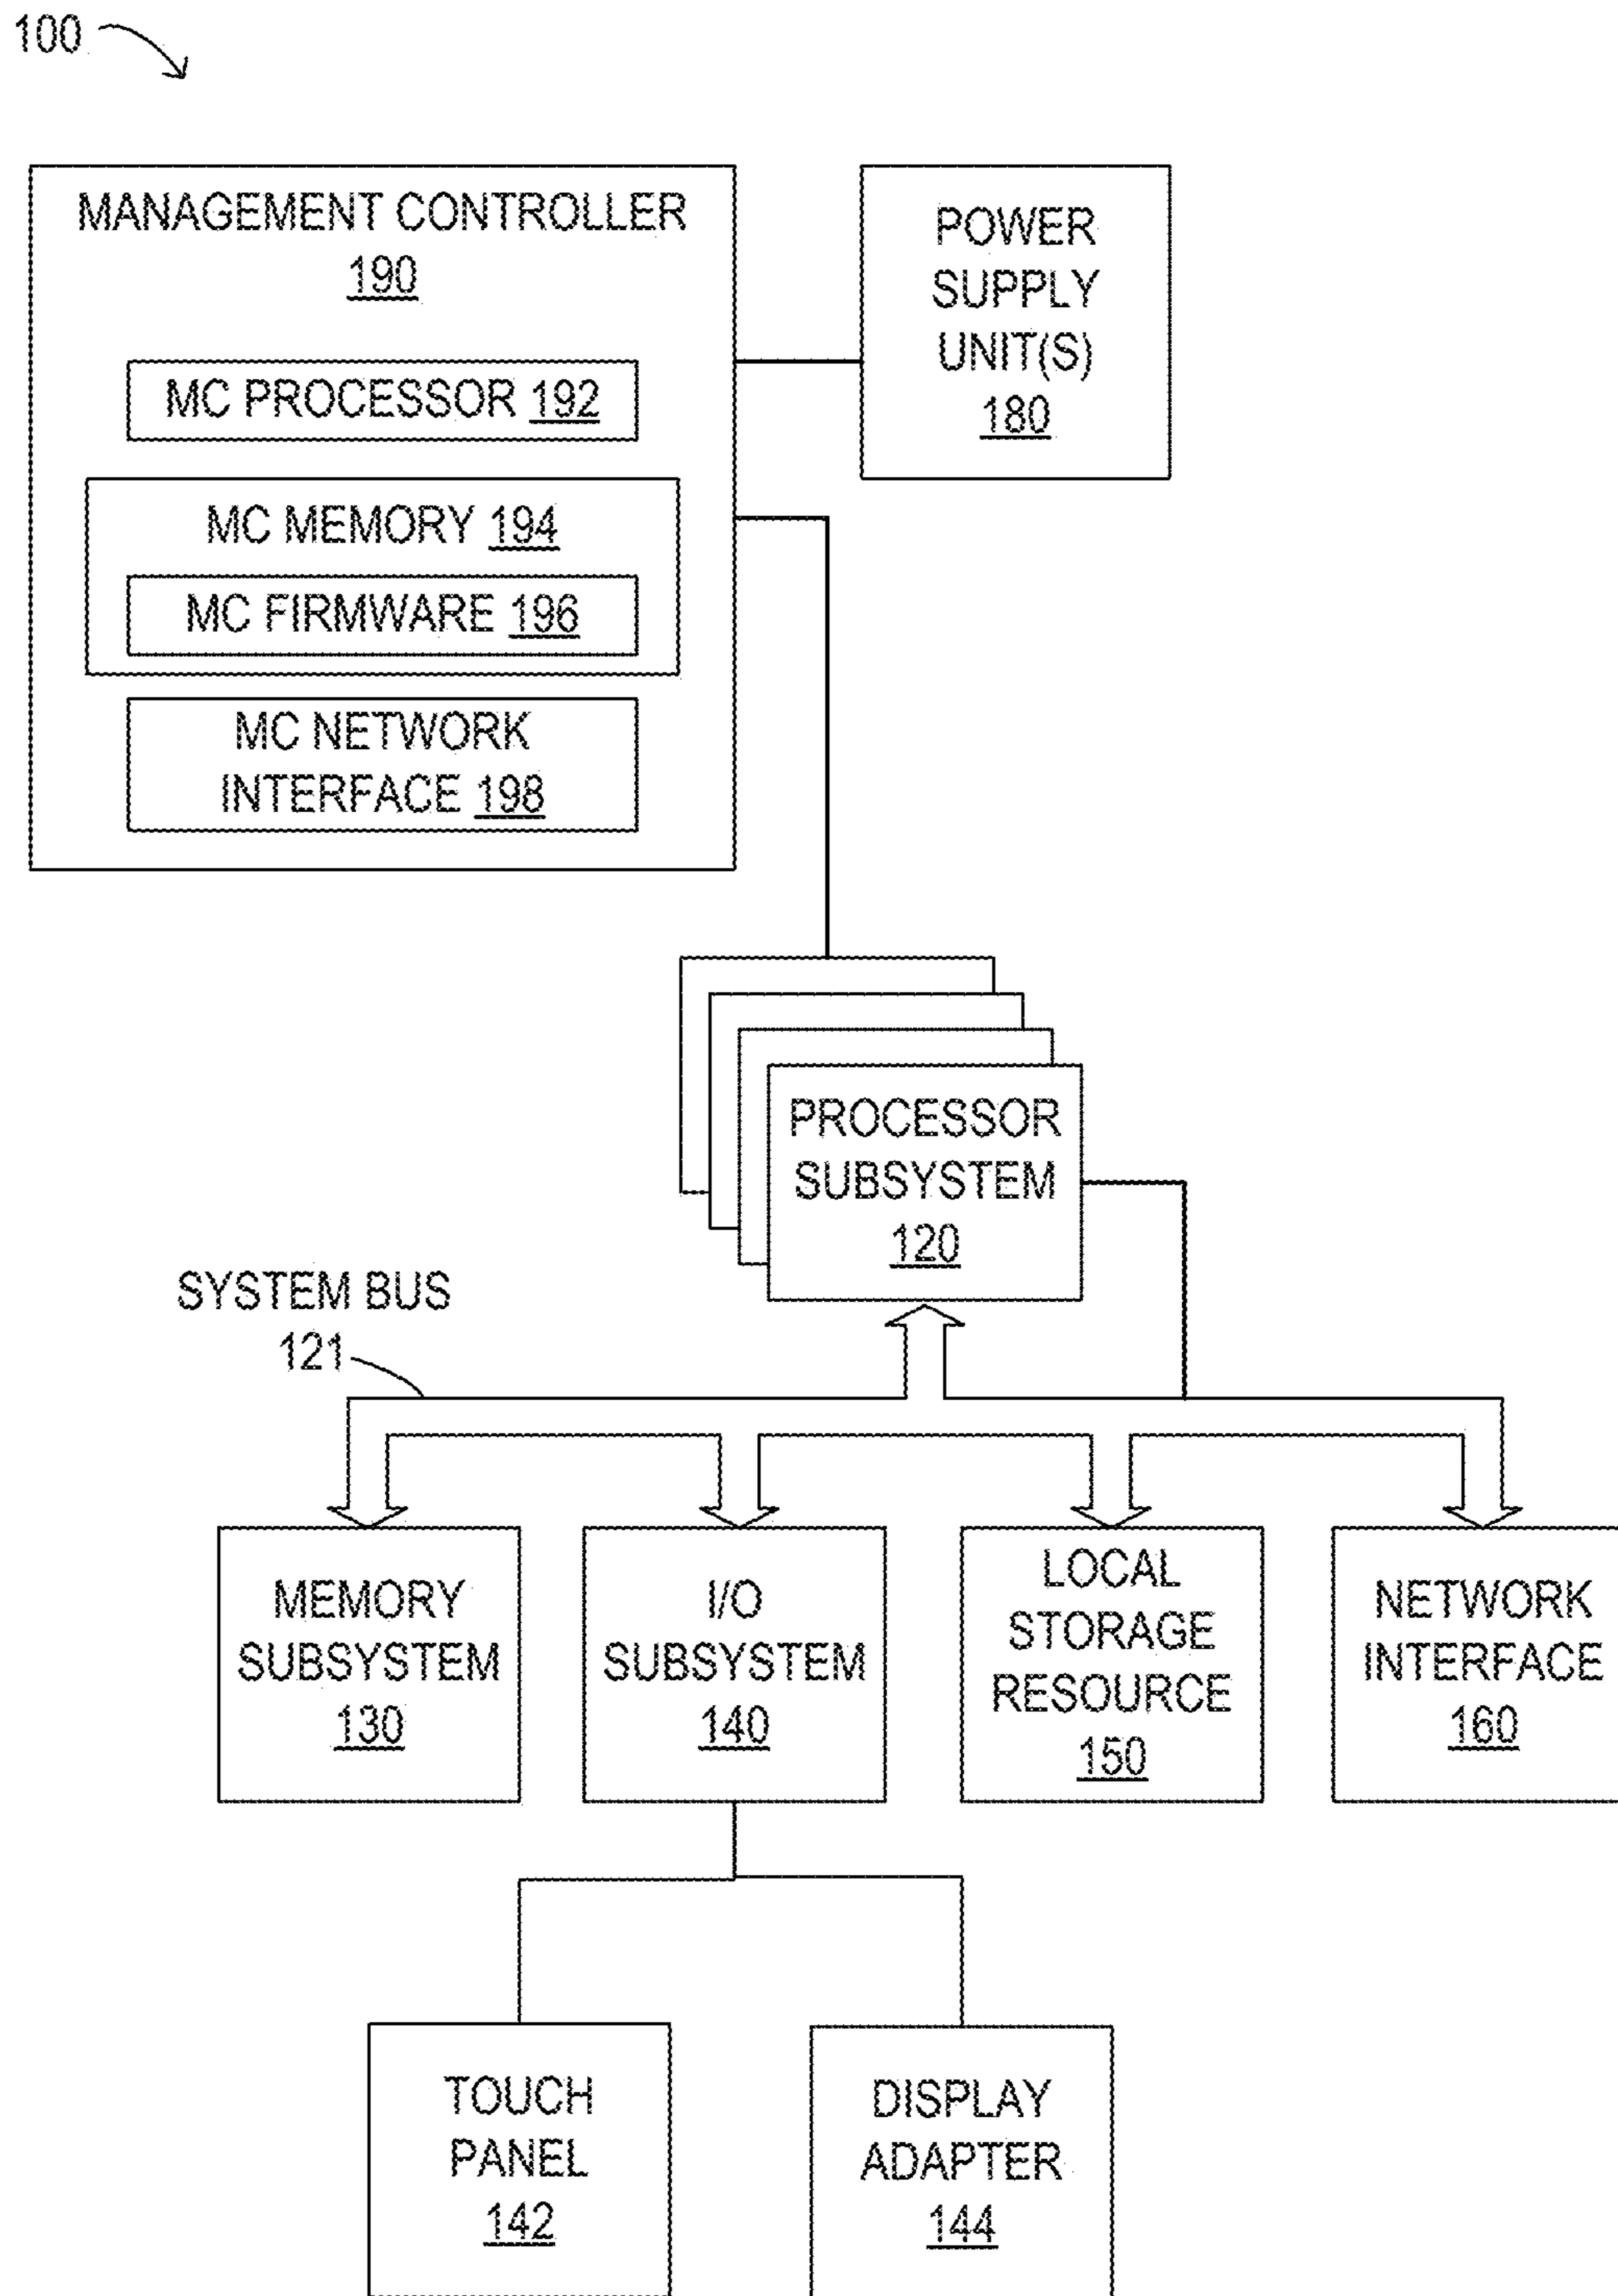 100
MANAGEMENT CONTROLLER
190
MC PROCESSOR 192
MC MEMORY 194
MC FIRMWARE 196
MC NETWORK
INTERFACE 198
POWER
SUPPLY
UNIT(S)
180
PROCESSOR
SUBSYSTEM
120
SYSTEM BUS
121
MEMORY
SUBSYSTEM
130
I/O
SUBSYSTEM
140
LOCAL
STORAGE
RESOURCE
150
NETWORK
INTERFACE
160
TOUCH
PANEL
142
DISPLAY
ADAPTER
144